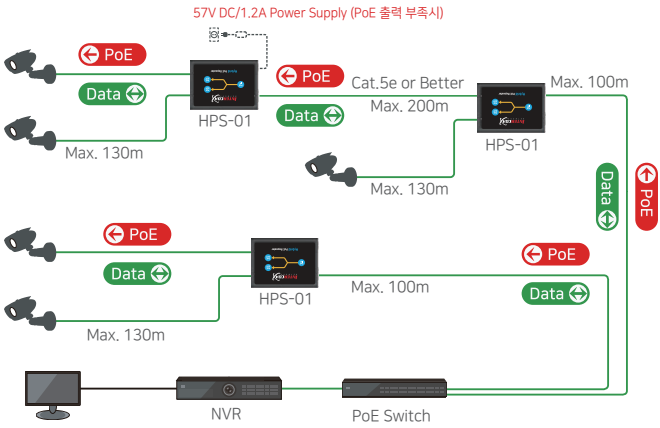 57V DC/1.2A Power Supply (PoE 출력 부족시)
PoE
Data
HPS-01
Max. 130m
PoE
Data
Cat.5e or Better
Max. 200m
HPS-01
Max. 100m
Max. 130m
Data
PoE
PoE
Data
HPS-01
Max. 130m
Max. 100m
PoE
Data
NVR
PoE Switch